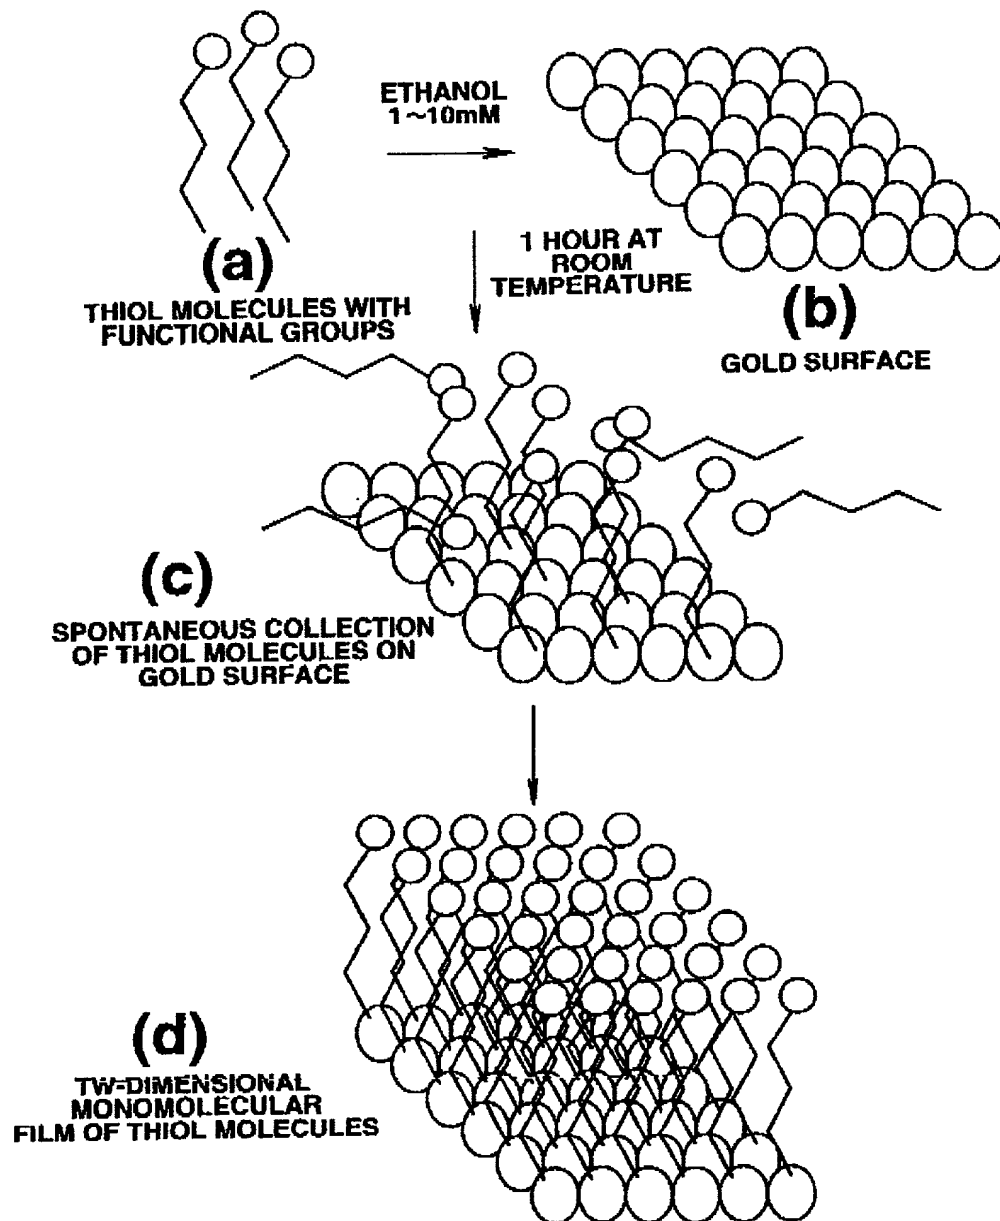 ETHANOL
1~10mM
1 HOUR AT
ROOM
TEMPERATURE
(a)
THIOL MOLECULES WITH
FUNCTIONAL GROUPS
(b)
GOLD SURFACE
(c)
SPONTANEOUS COLLECTION
OF THIOL MOLECULES ON
GOLD SURFACE
(d)
TW=DIMENSIONAL
MONOMOLECULAR
FILM OF THIOL MOLECULES